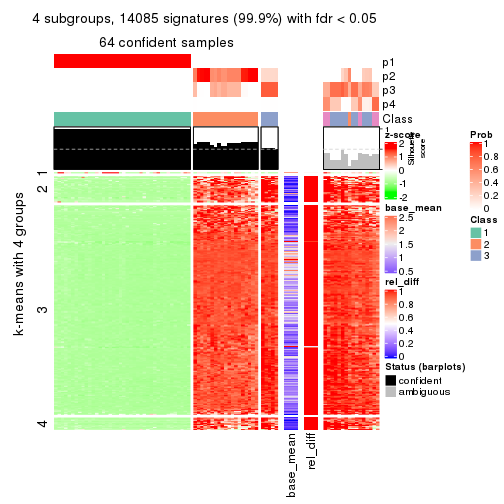 4 subgroups, 14085 signatures (99.9%) with fdr < 0.05
64 confident samples
p1
p2
p3
p4
Class
1
Silhouette
score
k-means with 4 groups
1
2
3
4
base_mean
rel_diff
z-score
2
1
0
-1
-2
base_mean
2.5
2
1.5
1
0.5
rel_diff
1
0.8
0.6
0.4
0.2
0
Status (barplots)
confident
ambiguous
Prob
1
0.8
0.6
0.4
0.2
0
Class
1
2
3